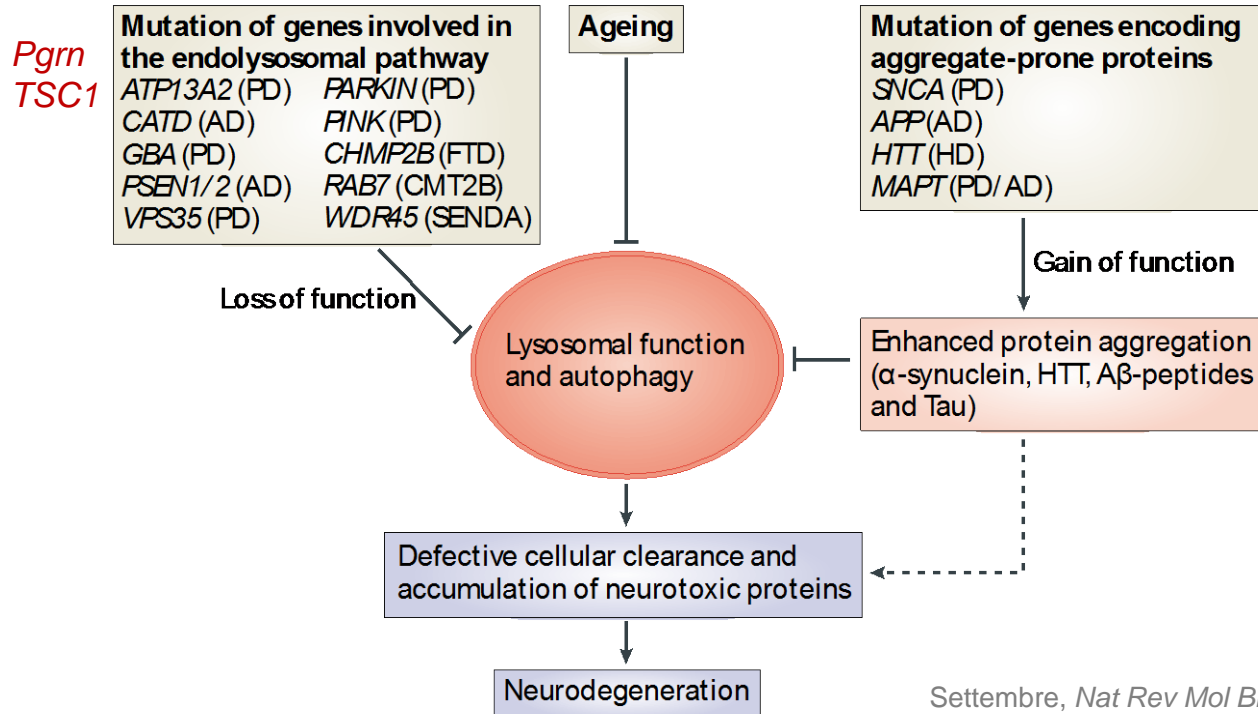 Pgrn
TSC1
Mutation of genes involved in
the endolysosomal pathway
ATP13A2 (PD) PARKIN (PD)
CATD (AD) PINK (PD)
GBA (PD) CHMP2B (FTD)
PSEN1/2 (AD) RAB7 (CMT2B)
VPS35 (PD) WDR45 (SENDA)
Ageing
Mutation of genes encoding
aggregate-prone proteins
SNCA (PD)
APP (AD)
HTT (HD)
MAPT (PD/AD)
Loss of function
Gain of function
Lysosomal function
and autophagy
Enhanced protein aggregation
(α-synuclein, HTT, Aβ-peptides
and Tau)
Defective cellular clearance and
accumulation of neurotoxic proteins
Neurodegeneration
Settembre, Nat Rev Mol